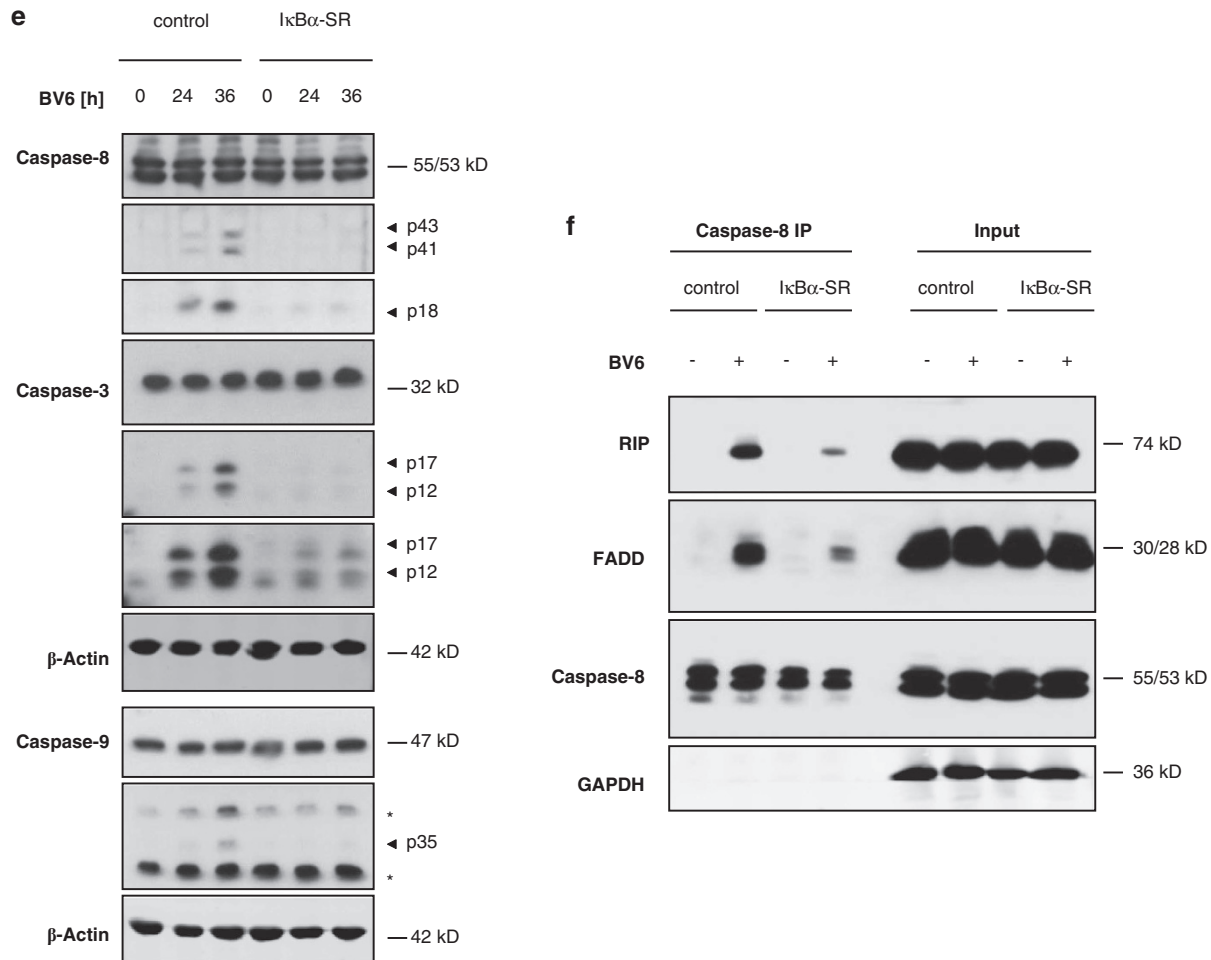 e
control IκBα-SR
BV6 [h] 0 24 36 0 24 36
Caspase-8
55/53 kD
p43
p41
p18
Caspase-3
32 kD
p17
p12
p17
p12
β-Actin
42 kD
Caspase-9
47 kD
*
p35
*
β-Actin
42 kD
f
Caspase-8 IP Input
control IκBα-SR control IκBα-SR
BV6 - + - + - + - +
RIP
74 kD
FADD
30/28 kD
Caspase-8
55/53 kD
GAPDH
36 kD